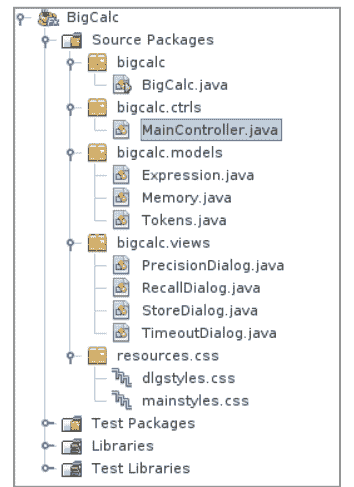 BigCalc
Source Packages
bigcalc
BigCalc.java
bigcalc.ctrls
MainController.java
bigcalc.models
Expression.java
Memory.java
Tokens.java
bigcalc.views
PrecisionDialog.java
RecallDialog.java
StoreDialog.java
TimeoutDialog.java
resources.css
dlgstyles.css
mainstyles.css
Test Packages
Libraries
Test Libraries